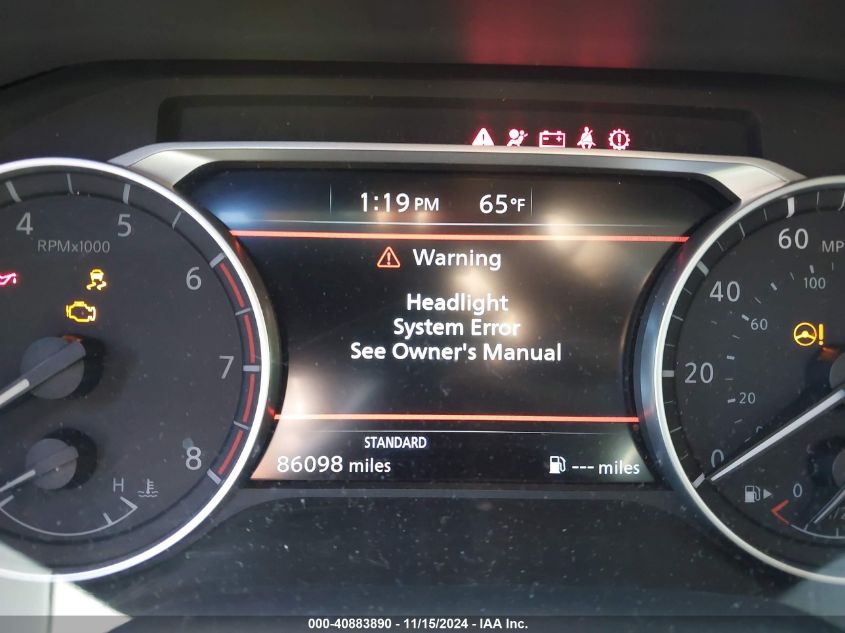 1:19 PM 65°F
Warning
Headlight
System Error
See Owner's Manual
STANDARD
86098 miles --- miles
4 5 6 7 8
RPMx1000
H
60 MP
100
40
60
20
20
0
0
000-40883890 - 11/15/2024 - IAA Inc.